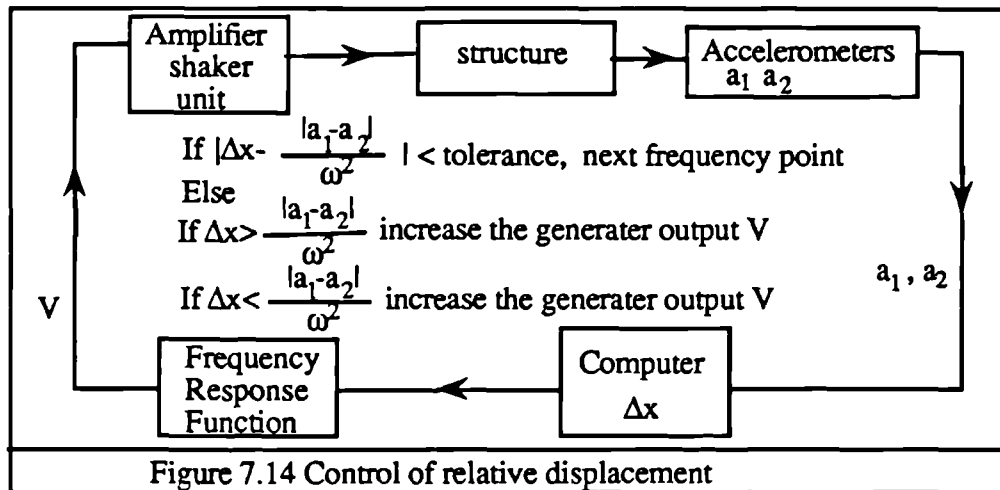 Amplifier
shaker
unit
structure
Accelerometers
a₁ a₂
If |Δx- |a₁-a₂|/ω² | < tolerance, next frequency point
Else
If Δx> |a₁-a₂|/ω² increase the generater output V
If Δx< |a₁-a₂|/ω² increase the generater output V
V
a₁ , a₂
Frequency
Response
Function
Computer
Δx
Figure 7.14 Control of relative displacement